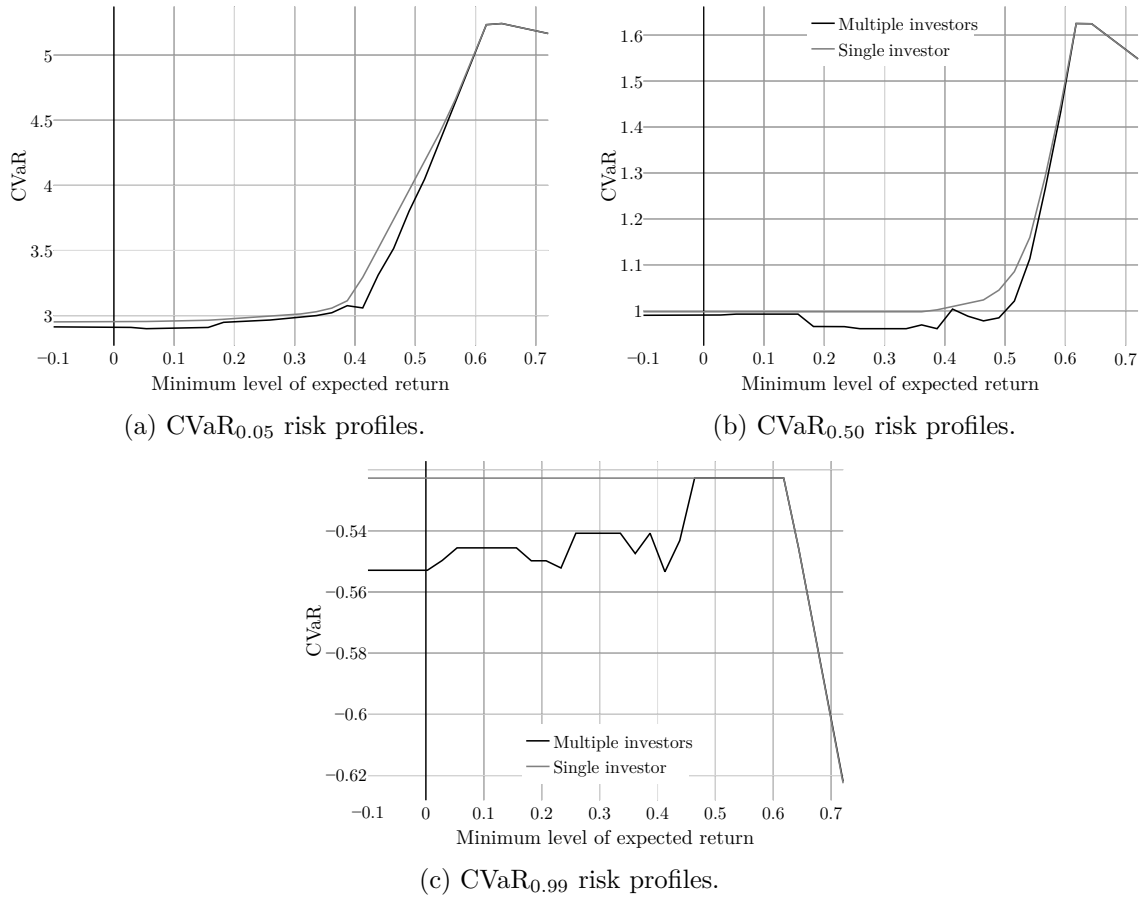 5
4.5
4
3.5
3
CVaR
−0.1 0 0.1 0.2 0.3 0.4 0.5 0.6 0.7
Minimum level of expected return
(a) CVaR0.05 risk profiles.
Multiple investors
Single investor
1.6
1.5
1.4
1.3
1.2
1.1
1
CVaR
−0.1 0 0.1 0.2 0.3 0.4 0.5 0.6 0.7
Minimum level of expected return
(b) CVaR0.50 risk profiles.
−0.54
−0.56
−0.58
−0.6
−0.62
CVaR
Multiple investors
Single investor
−0.1 0 0.1 0.2 0.3 0.4 0.5 0.6 0.7
Minimum level of expected return
(c) CVaR0.99 risk profiles.